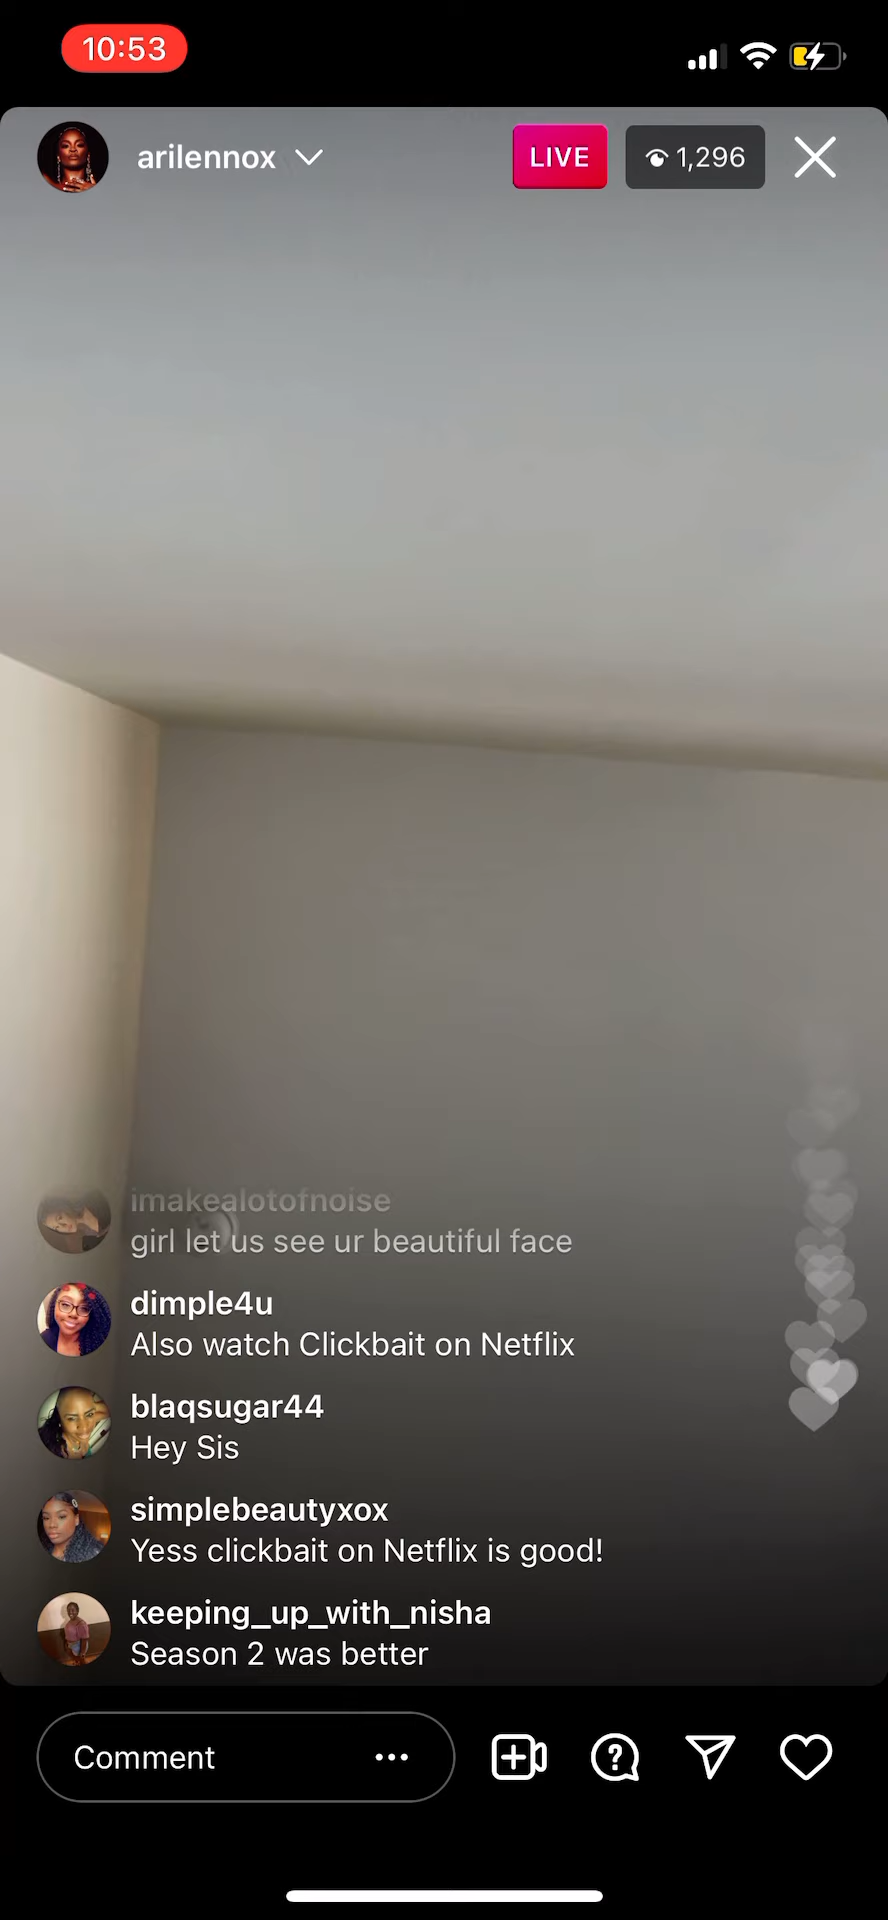 10:53
arilennox
LIVE
1,296
imakealotofnoise
girl let us see ur beautiful face
dimple4u
Also watch Clickbait on Netflix
blaqsugar44
Hey Sis
simplebeautyxox
Yess clickbait on Netflix is good!
keeping_up_with_nisha
Season 2 was better
Comment